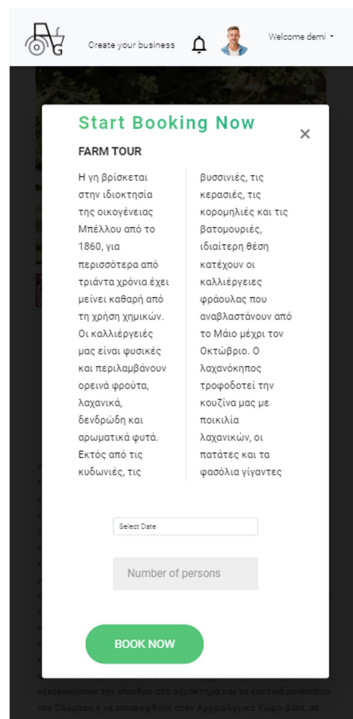 Create your business
Welcome demi
Start Booking Now
×
FARM TOUR
Η γη βρίσκεται
στην ιδιοκτησία
της οικογένειας
Μπέλλου από το
1860, για
περισσότερα από
τριάντα χρόνια έχει
μείνει καθαρή από
τη χρήση χημικών.
Οι καλλιέργειές
μας είναι φυσικές
και περιλαμβάνουν
ορεινά φρούτα,
λαχανικά,
δενδρώδη και
αρωματικά φυτά.
Εκτός από τις
κυδωνιές, τις
βυσσινιές, τις
κερασιές, τις
κορομηλιές και τις
βατομουριές,
ιδιαίτερη θέση
κατέχουν οι
καλλιέργειες
φράουλας που
αναβλαστάνουν από
το Μάιο μέχρι τον
Οκτώβριο. Ο
λαχανόκηπος
τροφοδοτεί την
κουζίνα μας με
ποικιλία
λαχανικών, οι
πατάτες και τα
φασόλια γίγαντες
Select Date
Number of persons
BOOK NOW